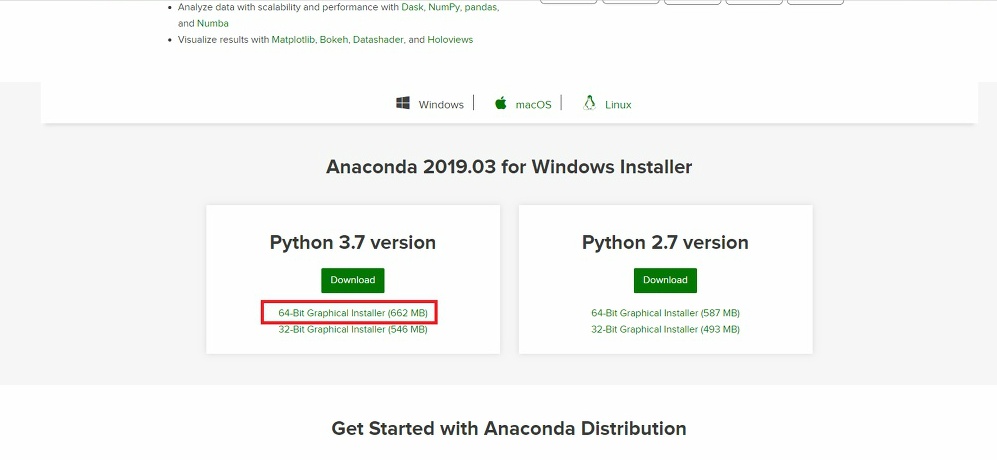 Analyze data with scalability and performance with Dask, NumPy, pandas,
and Numba
Visualize results with Matplotlib, Bokeh, Datashader, and Holoviews
Windows macOS Linux
Anaconda 2019.03 for Windows Installer
Python 3.7 version
Download
64-Bit Graphical Installer (662 MB)
32-Bit Graphical Installer (546 MB)
Python 2.7 version
Download
64-Bit Graphical Installer (587 MB)
32-Bit Graphical Installer (493 MB)
Get Started with Anaconda Distribution